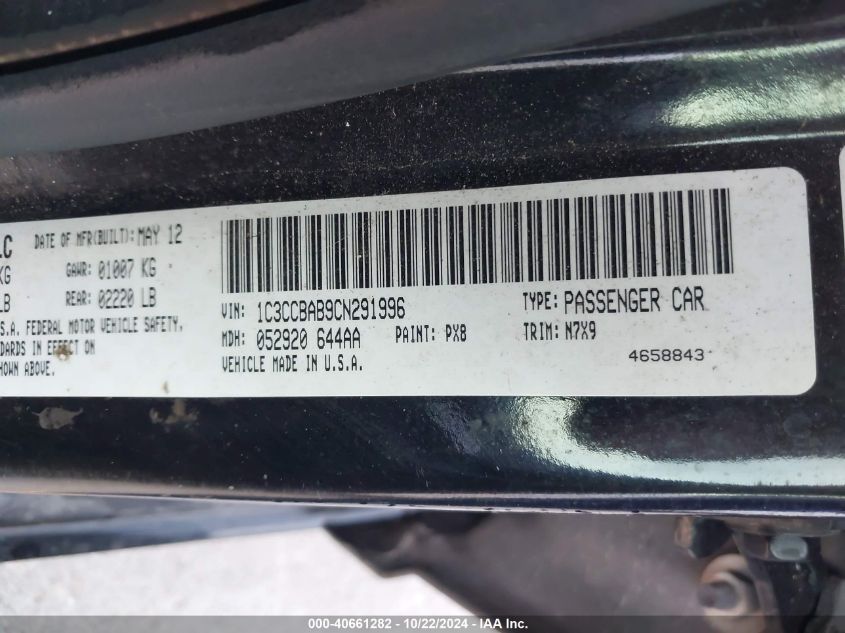 LC DATE OF MFR(BUILT): MAY 12
KG GAWR: 01007 KG
LB REAR: 02220 LB
S.A. FEDERAL MOTOR VEHICLE SAFETY.
DARDS IN EFFECT ON
HOWN ABOVE.
VIN: 1C3CCBAB9CN291996 TYPE: PASSENGER CAR
MDH: 052920 644AA PAINT: PX8 TRIM: N7X9
VEHICLE MADE IN U.S.A. 4658843
000-40661282 - 10/22/2024 - IAA Inc.